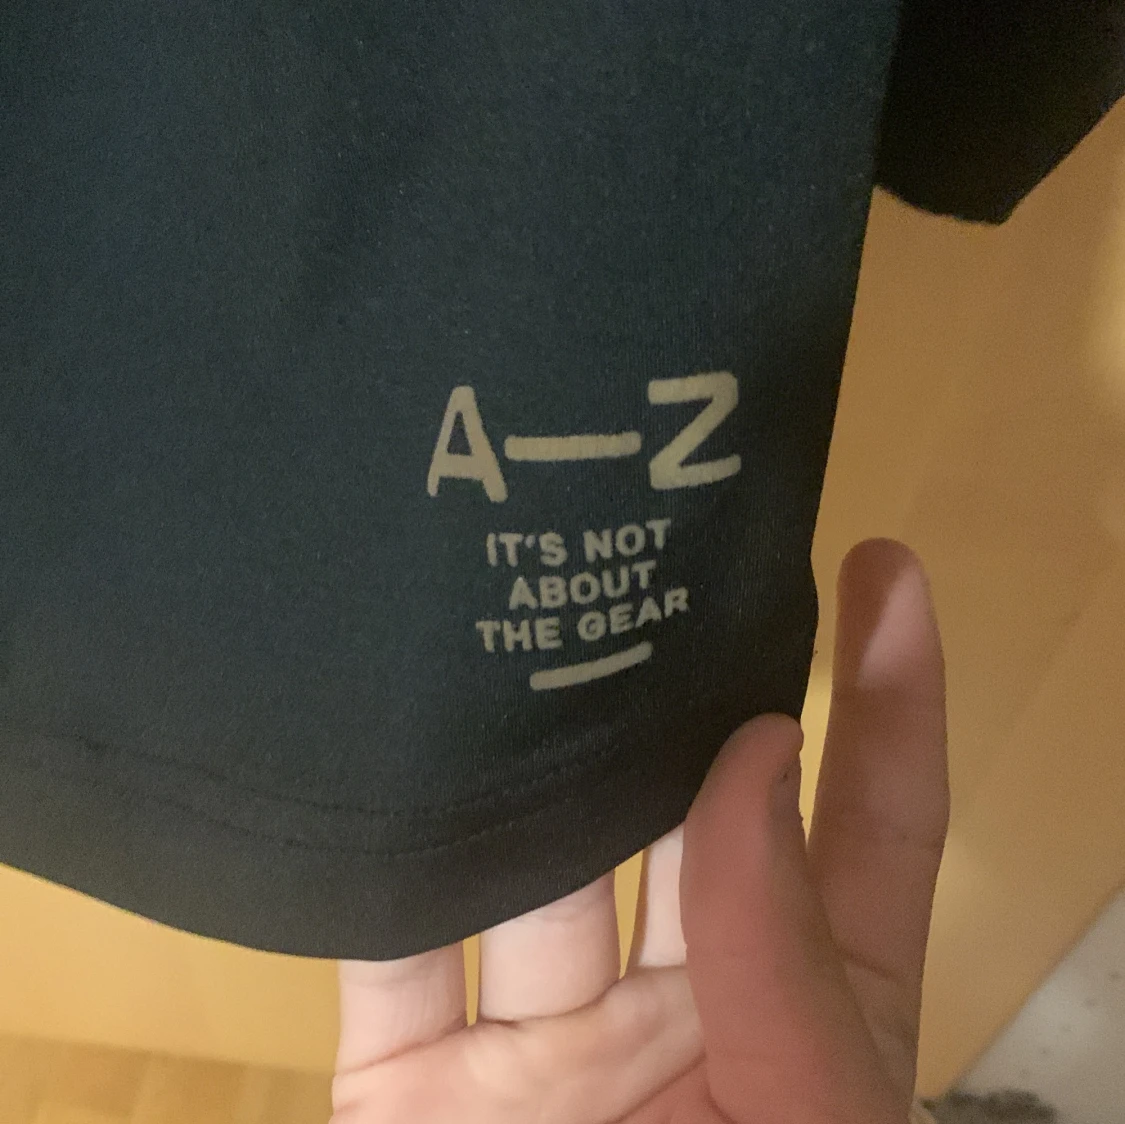 A—Z
IT'S NOT
ABOUT
THE GEAR